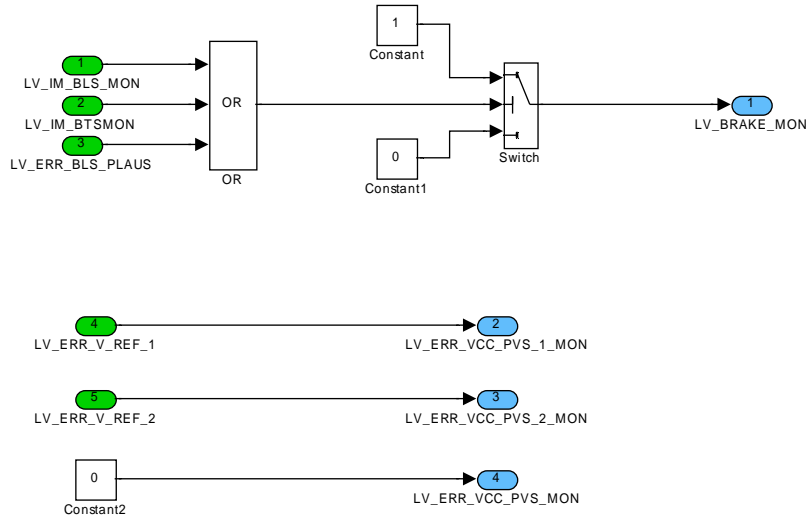 1
Constant
1
LV_IM_BLS_MON
2
LV_IM_BTSMON
3
LV_ERR_BLS_PLAUS
OR
OR
0
Constant1
Switch
1
LV_BRAKE_MON
4
LV_ERR_V_REF_1
2
LV_ERR_VCC_PVS_1_MON
5
LV_ERR_V_REF_2
3
LV_ERR_VCC_PVS_2_MON
0
Constant2
4
LV_ERR_VCC_PVS_MON